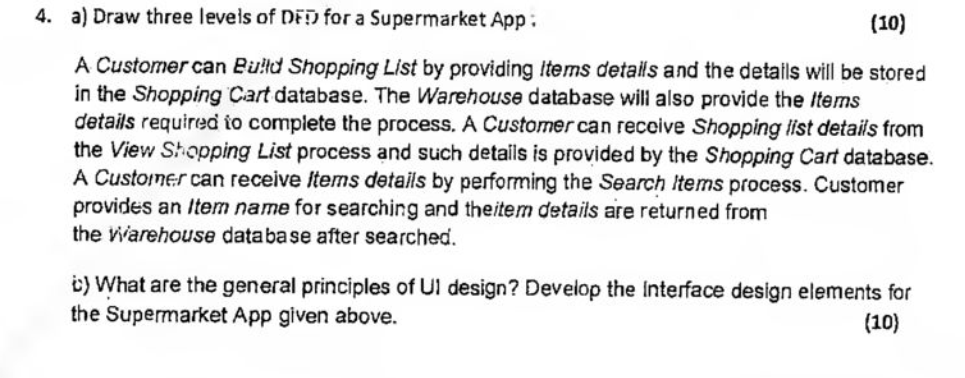 4. a) Draw three levels of DFD for a Supermarket App : (10)
A Customer can Build Shopping List by providing Items details and the details will be stored
in the Shopping Cart database. The Warehouse database will also provide the Items
details required to complete the process. A Customer can receive Shopping list details from
the View Shopping List process and such details is provided by the Shopping Cart database.
A Customer can receive Items details by performing the Search Items process. Customer
provides an Item name for searching and theitem details are returned from
the Warehouse database after searched.
b) What are the general principles of UI design? Develop the Interface design elements for
the Supermarket App given above. (10)